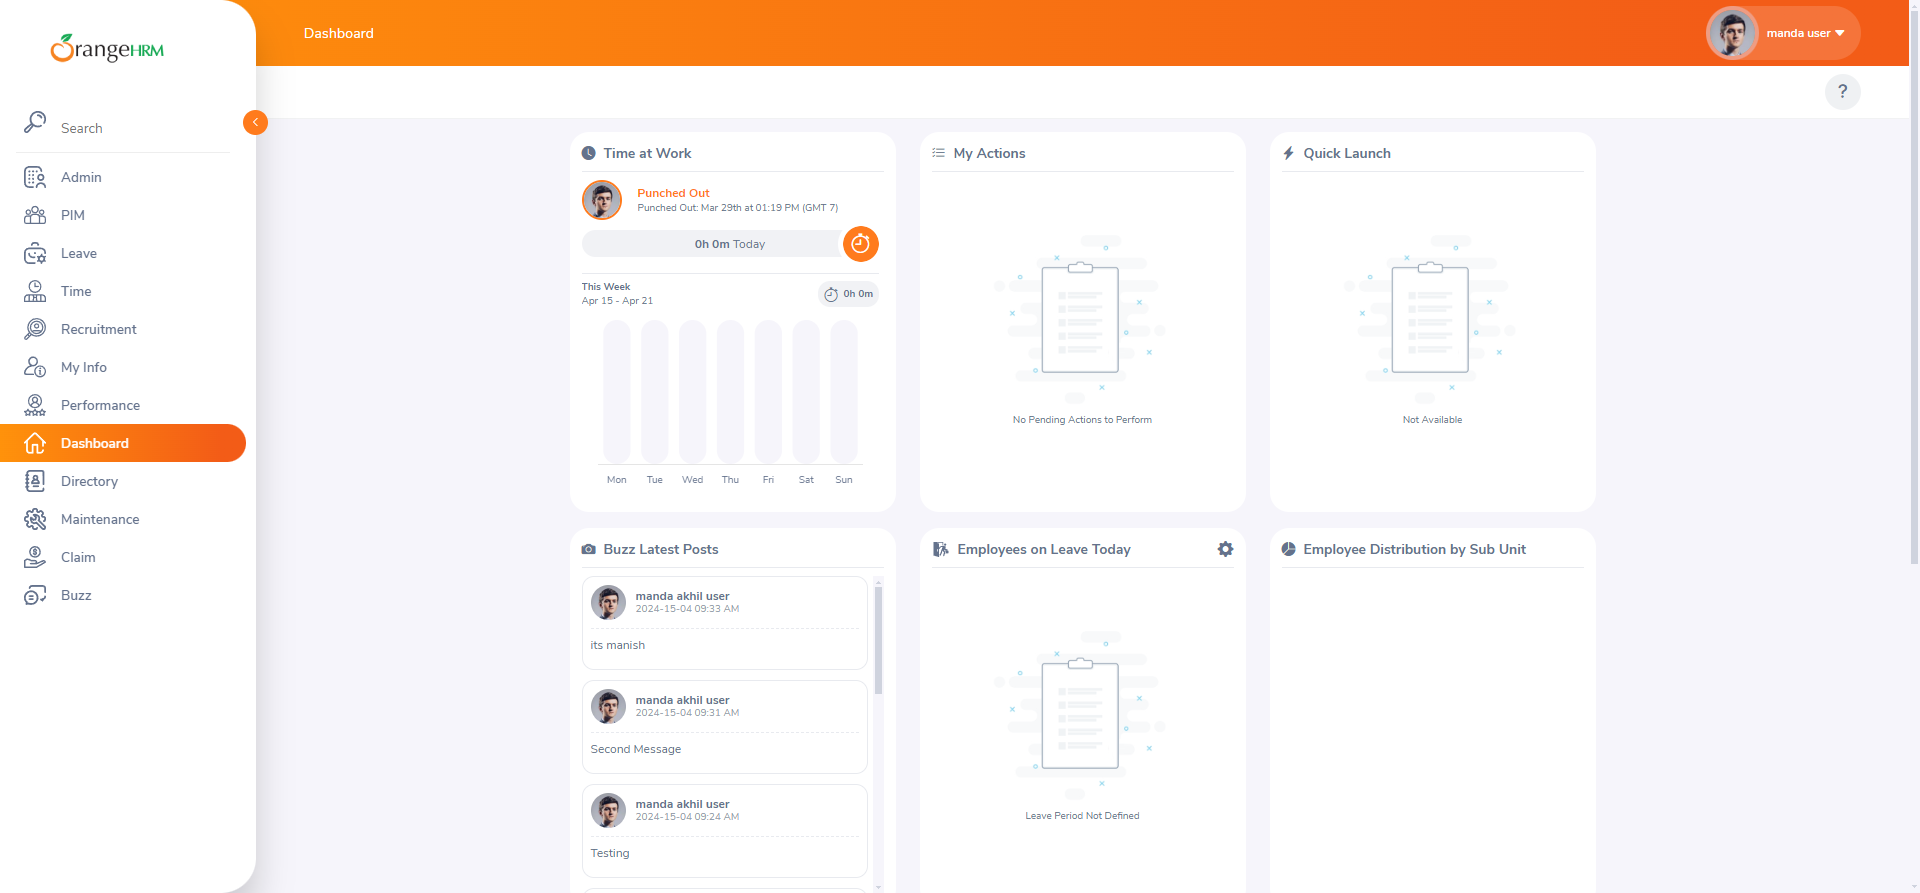 OrangeHRM
Search
Admin
PIM
Leave
Time
Recruitment
My Info
Performance
Dashboard
Directory
Maintenance
Claim
Buzz
Dashboard
manda user
?
Time at Work
Punched Out
Punched Out: Mar 29th at 01:19 PM (GMT 7)
0h 0m Today
This Week
Apr 15 - Apr 21
0h 0m
Mon Tue Wed Thu Fri Sat Sun
My Actions
No Pending Actions to Perform
Quick Launch
Not Available
Buzz Latest Posts
manda akhil user
2024-15-04 09:33 AM
its manish
manda akhil user
2024-15-04 09:31 AM
Second Message
manda akhil user
2024-15-04 09:24 AM
Testing
Employees on Leave Today
Leave Period Not Defined
Employee Distribution by Sub Unit